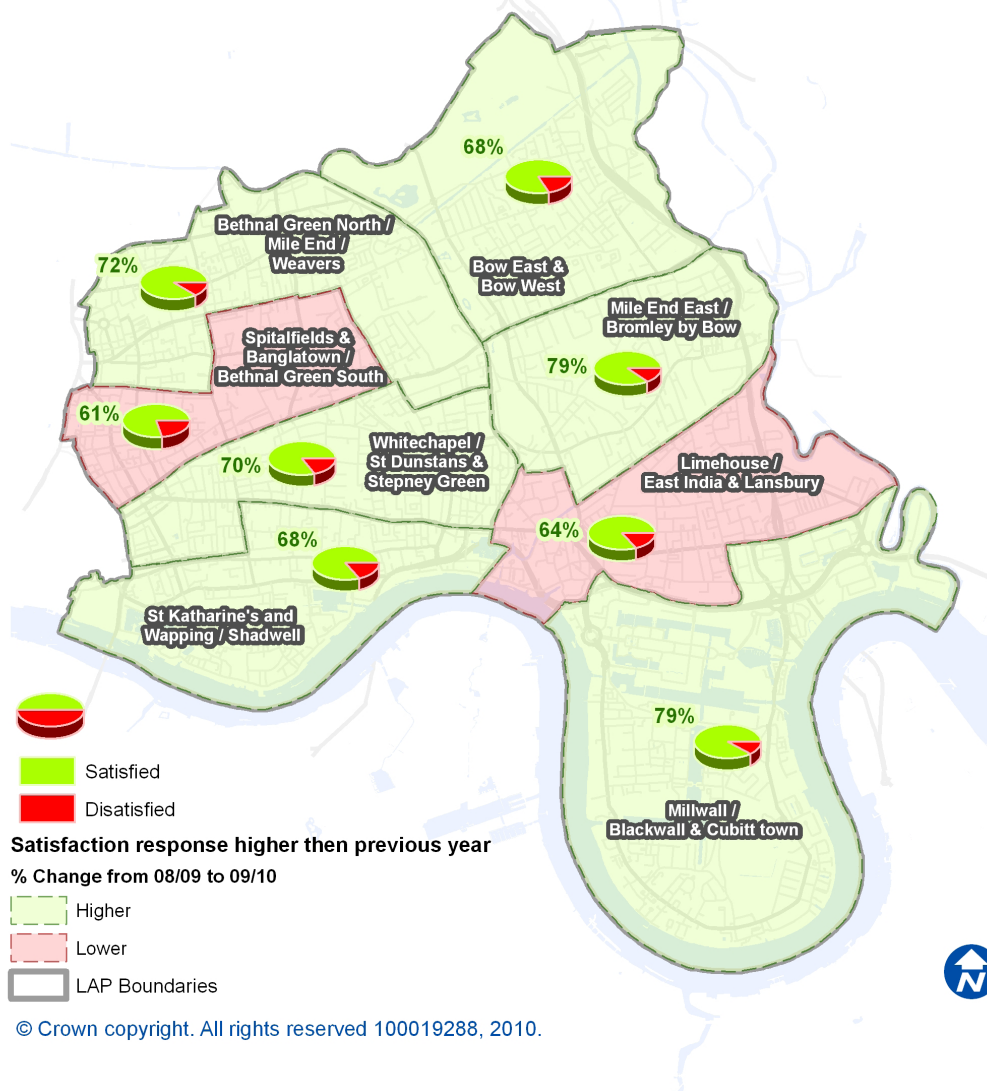 68%
Bethnal Green North /
Mile End /
Weavers
72%
Bow East &
Bow West
Mile End East /
Bromley by Bow
Spitalfields &
Banglatown /
Bethnal Green South
79%
61%
Whitechapel /
St Dunstans &
Stepney Green
70%
Limehouse /
East India & Lansbury
64%
68%
St Katharine's and
Wapping / Shadwell
79%
Millwall /
Blackwall & Cubitt town
Satisfied
Disatisfied
Satisfaction response higher then previous year
% Change from 08/09 to 09/10
Higher
Lower
LAP Boundaries
N
© Crown copyright. All rights reserved 100019288, 2010.